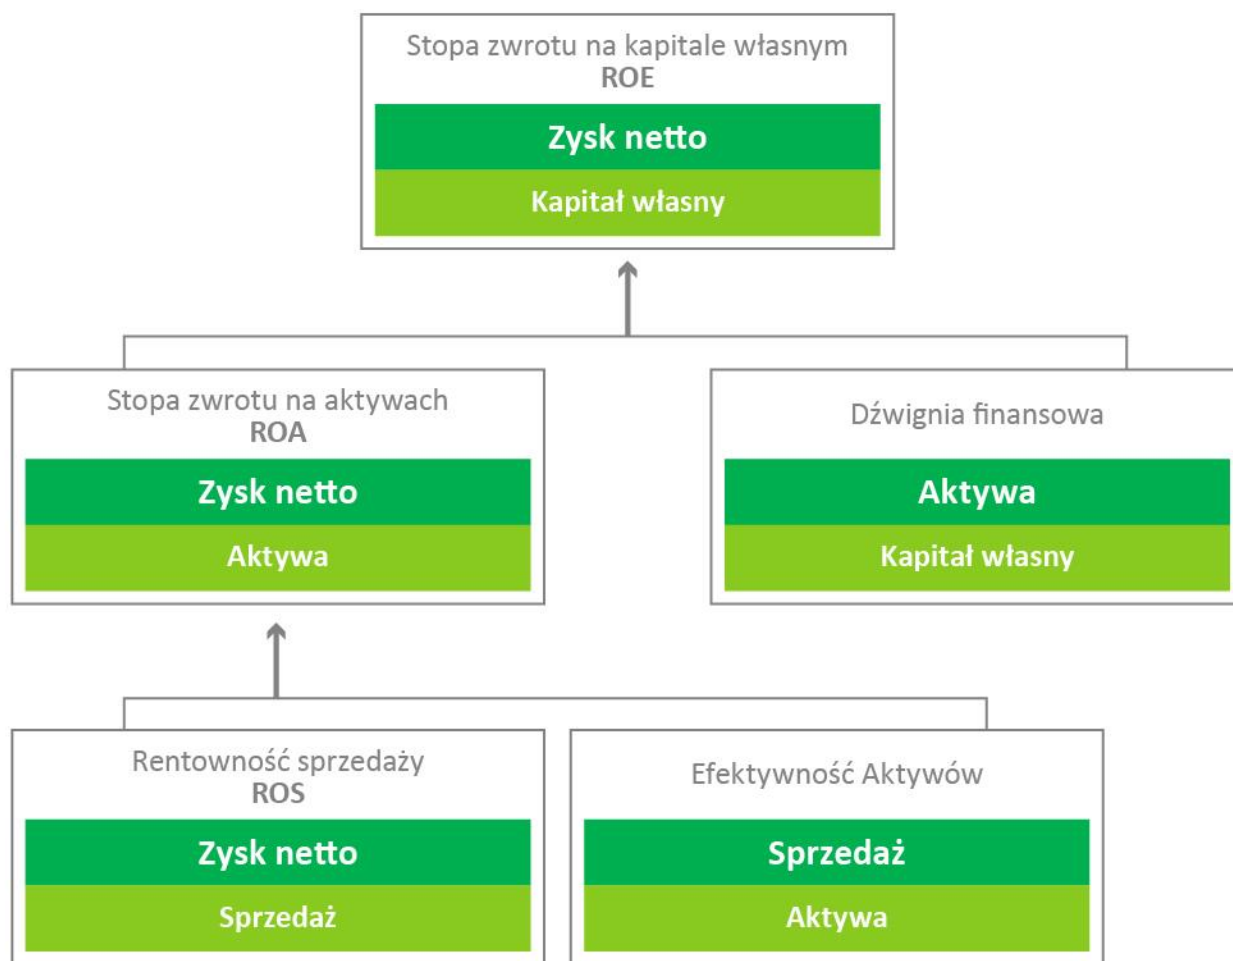 Stopa zwrotu na kapitale własnym
ROE
Zysk netto
Kapitał własny
Stopa zwrotu na aktywach
ROA
Zysk netto
Aktywa
Dźwignia finansowa
Aktywa
Kapitał własny
Rentowność sprzedaży
ROS
Zysk netto
Sprzedaż
Efektywność Aktywów
Sprzedaż
Aktywa